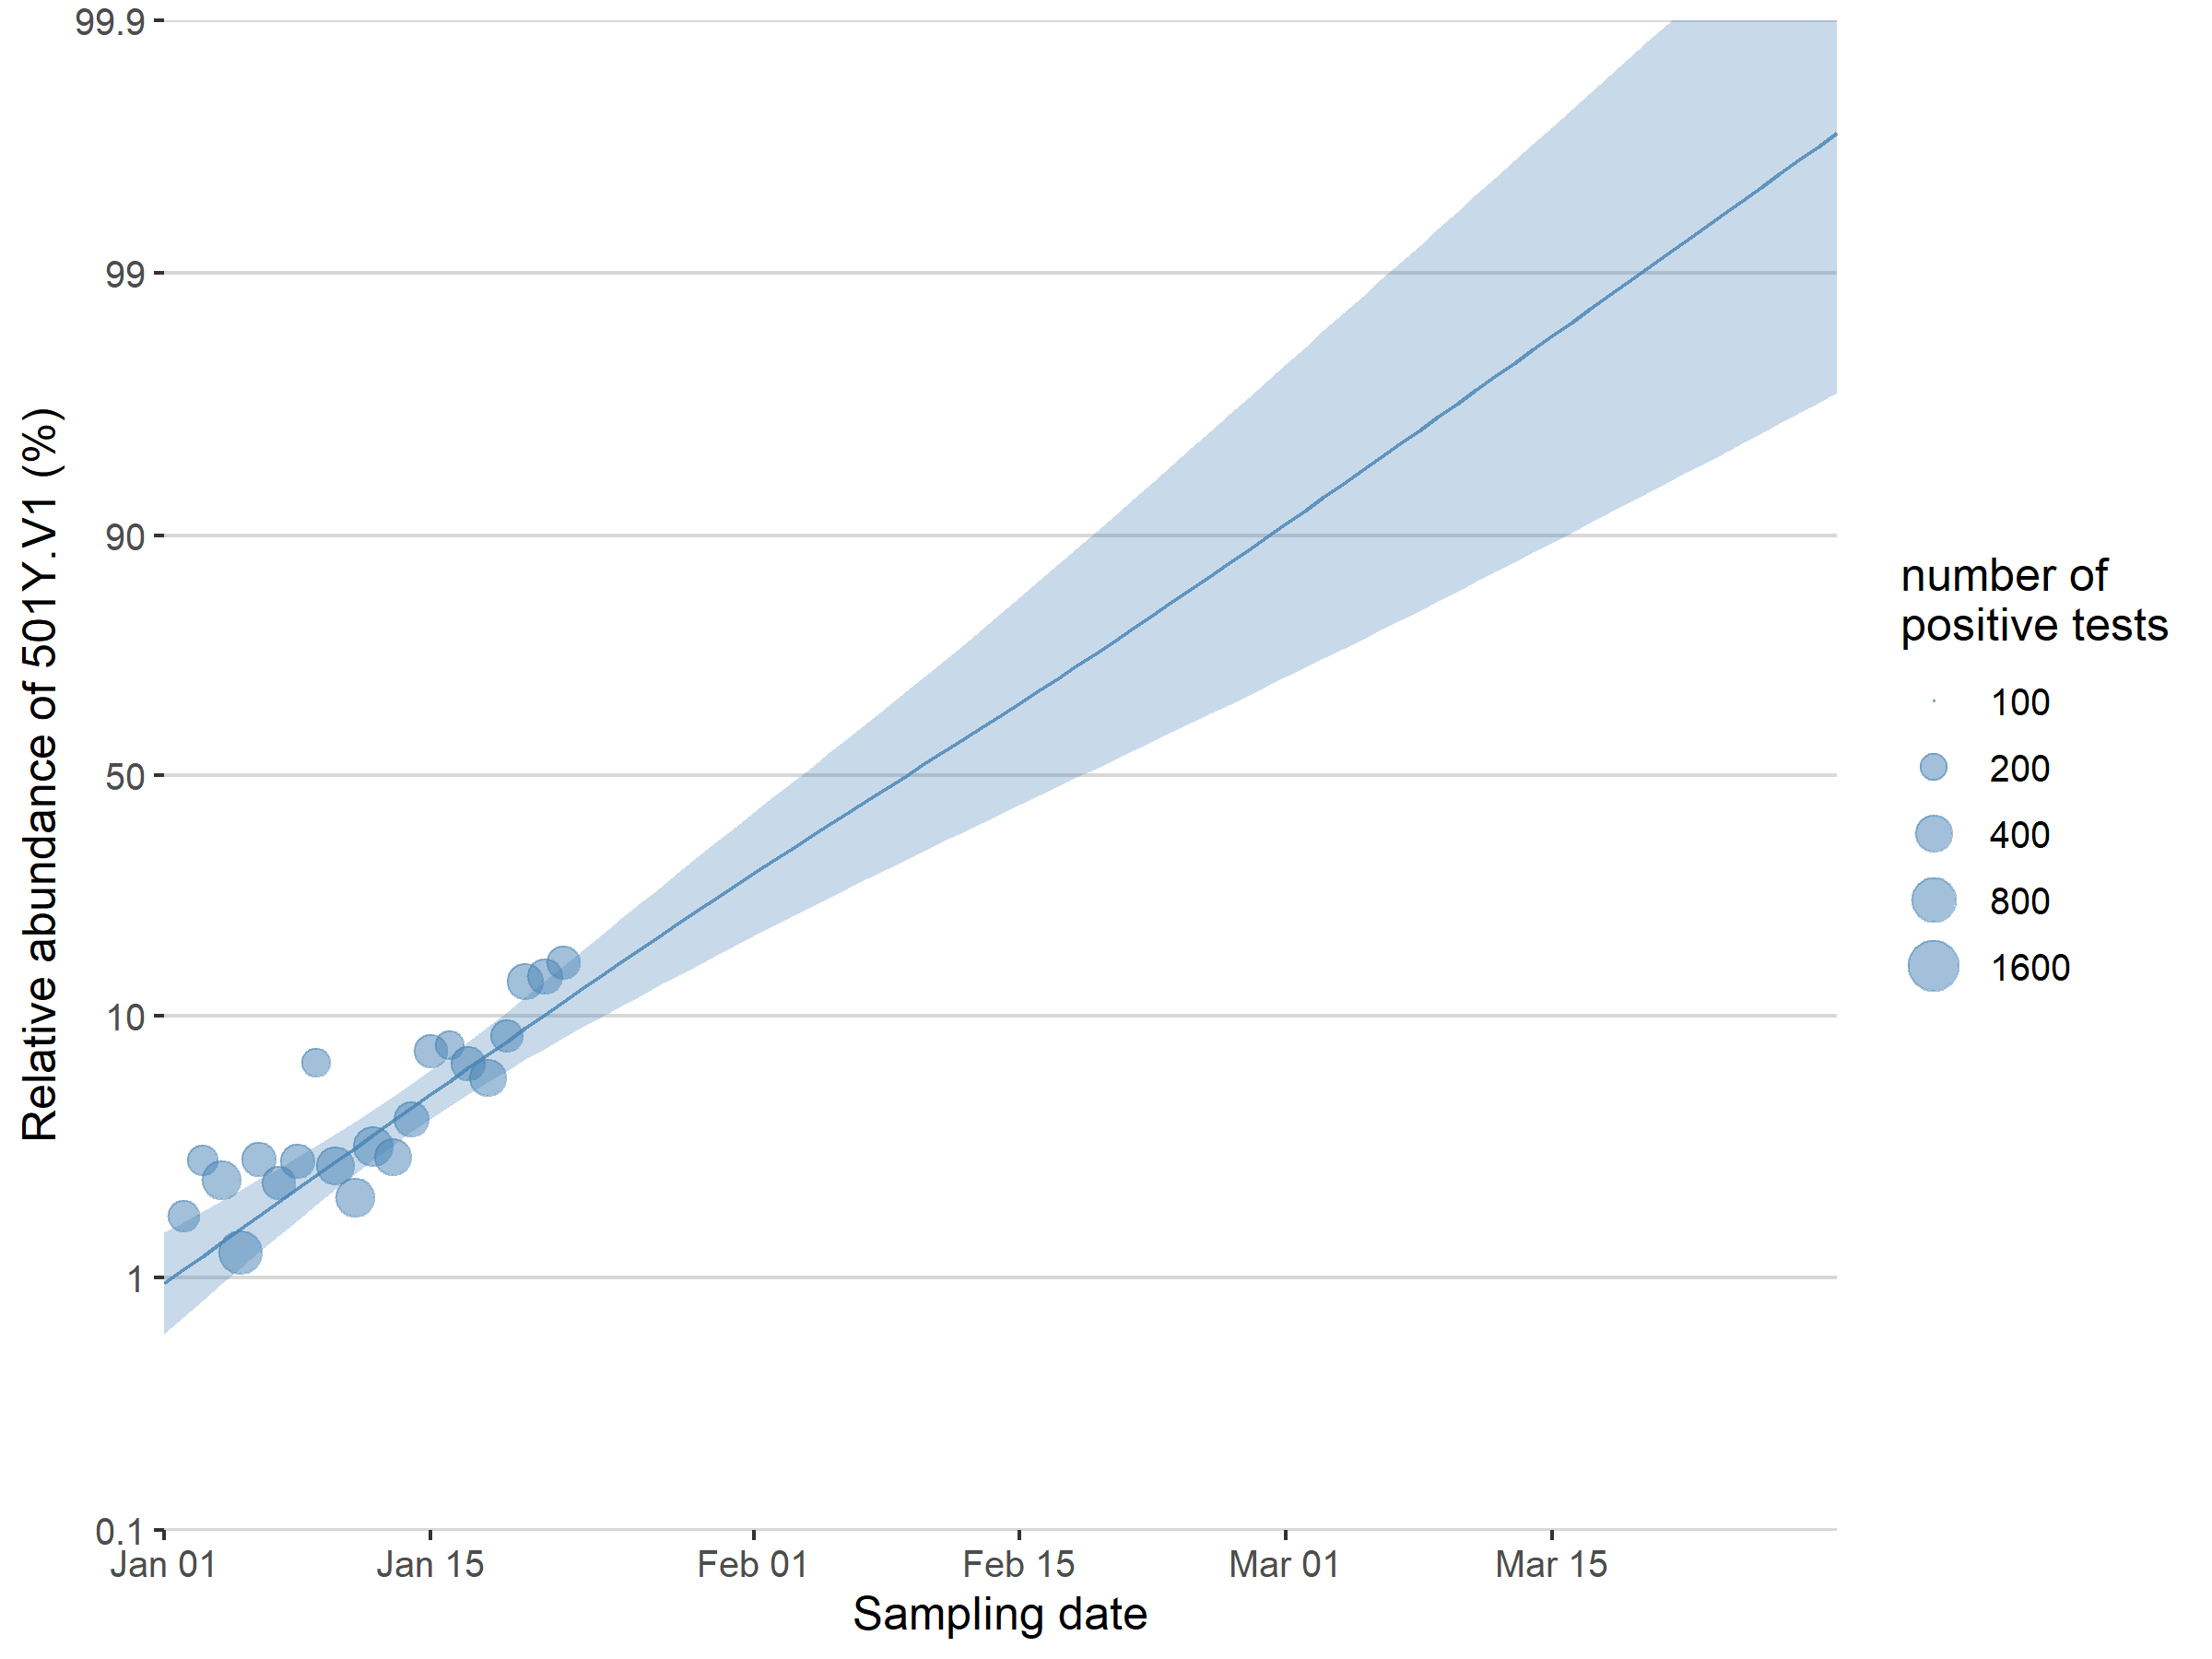 99.9
99
90
50
10
1
0.1
Relative abundance of 501Y.V1 (%)
Jan 01
Jan 15
Feb 01
Feb 15
Mar 01
Mar 15
Sampling date
number of
positive tests
100
200
400
800
1600